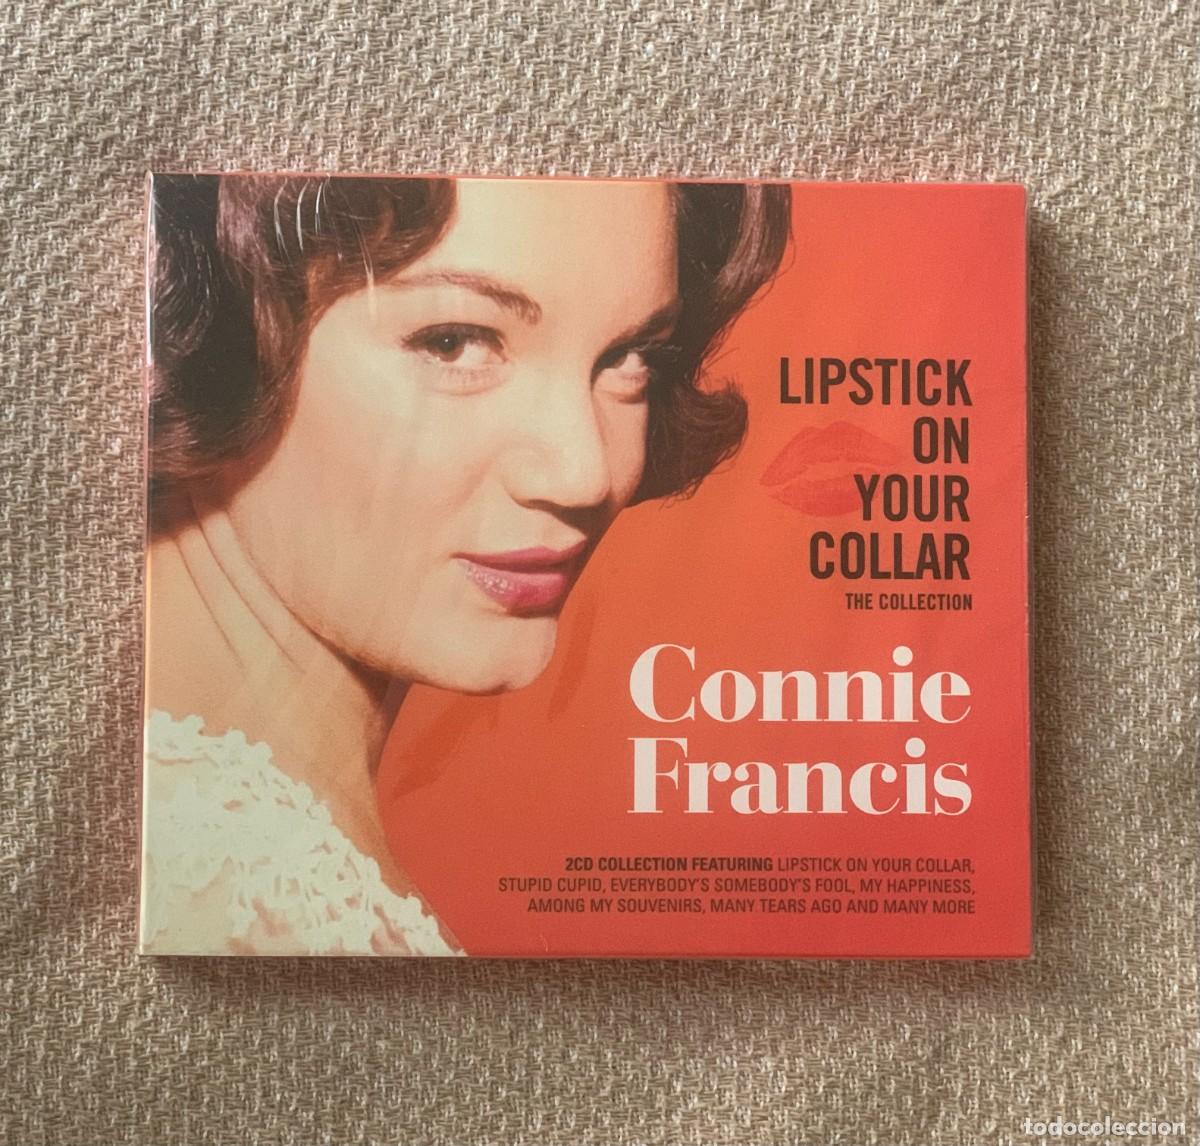 LIPSTICK
ON
YOUR
COLLAR
THE COLLECTION
Connie
Francis
2CD COLLECTION FEATURING LIPSTICK ON YOUR COLLAR,
STUPID CUPID, EVERYBODY'S SOMEBODY'S FOOL, MY HAPPINESS,
AMONG MY SOUVENIRS, MANY TEARS AGO AND MANY MORE
todocoleccion